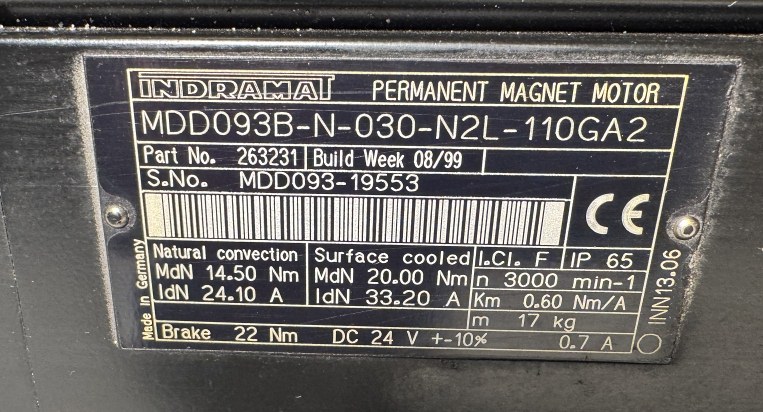 INDRAMAT PERMANENT MAGNET MOTOR
MDD093B-N-030-N2L-110GA2
Part No. 263231 Build Week 08/99
S.No. MDD093-19553
CE
Natural convection Surface cooled I.Cl. F IP 65
MdN 14.50 Nm MdN 20.00 Nm n 3000 min-1
IdN 24.10 A IdN 33.20 A Km 0.60 Nm/A
m 17 kg
Brake 22 Nm DC 24 V +-10% 0.7 A
Made in Germany
INN13.06